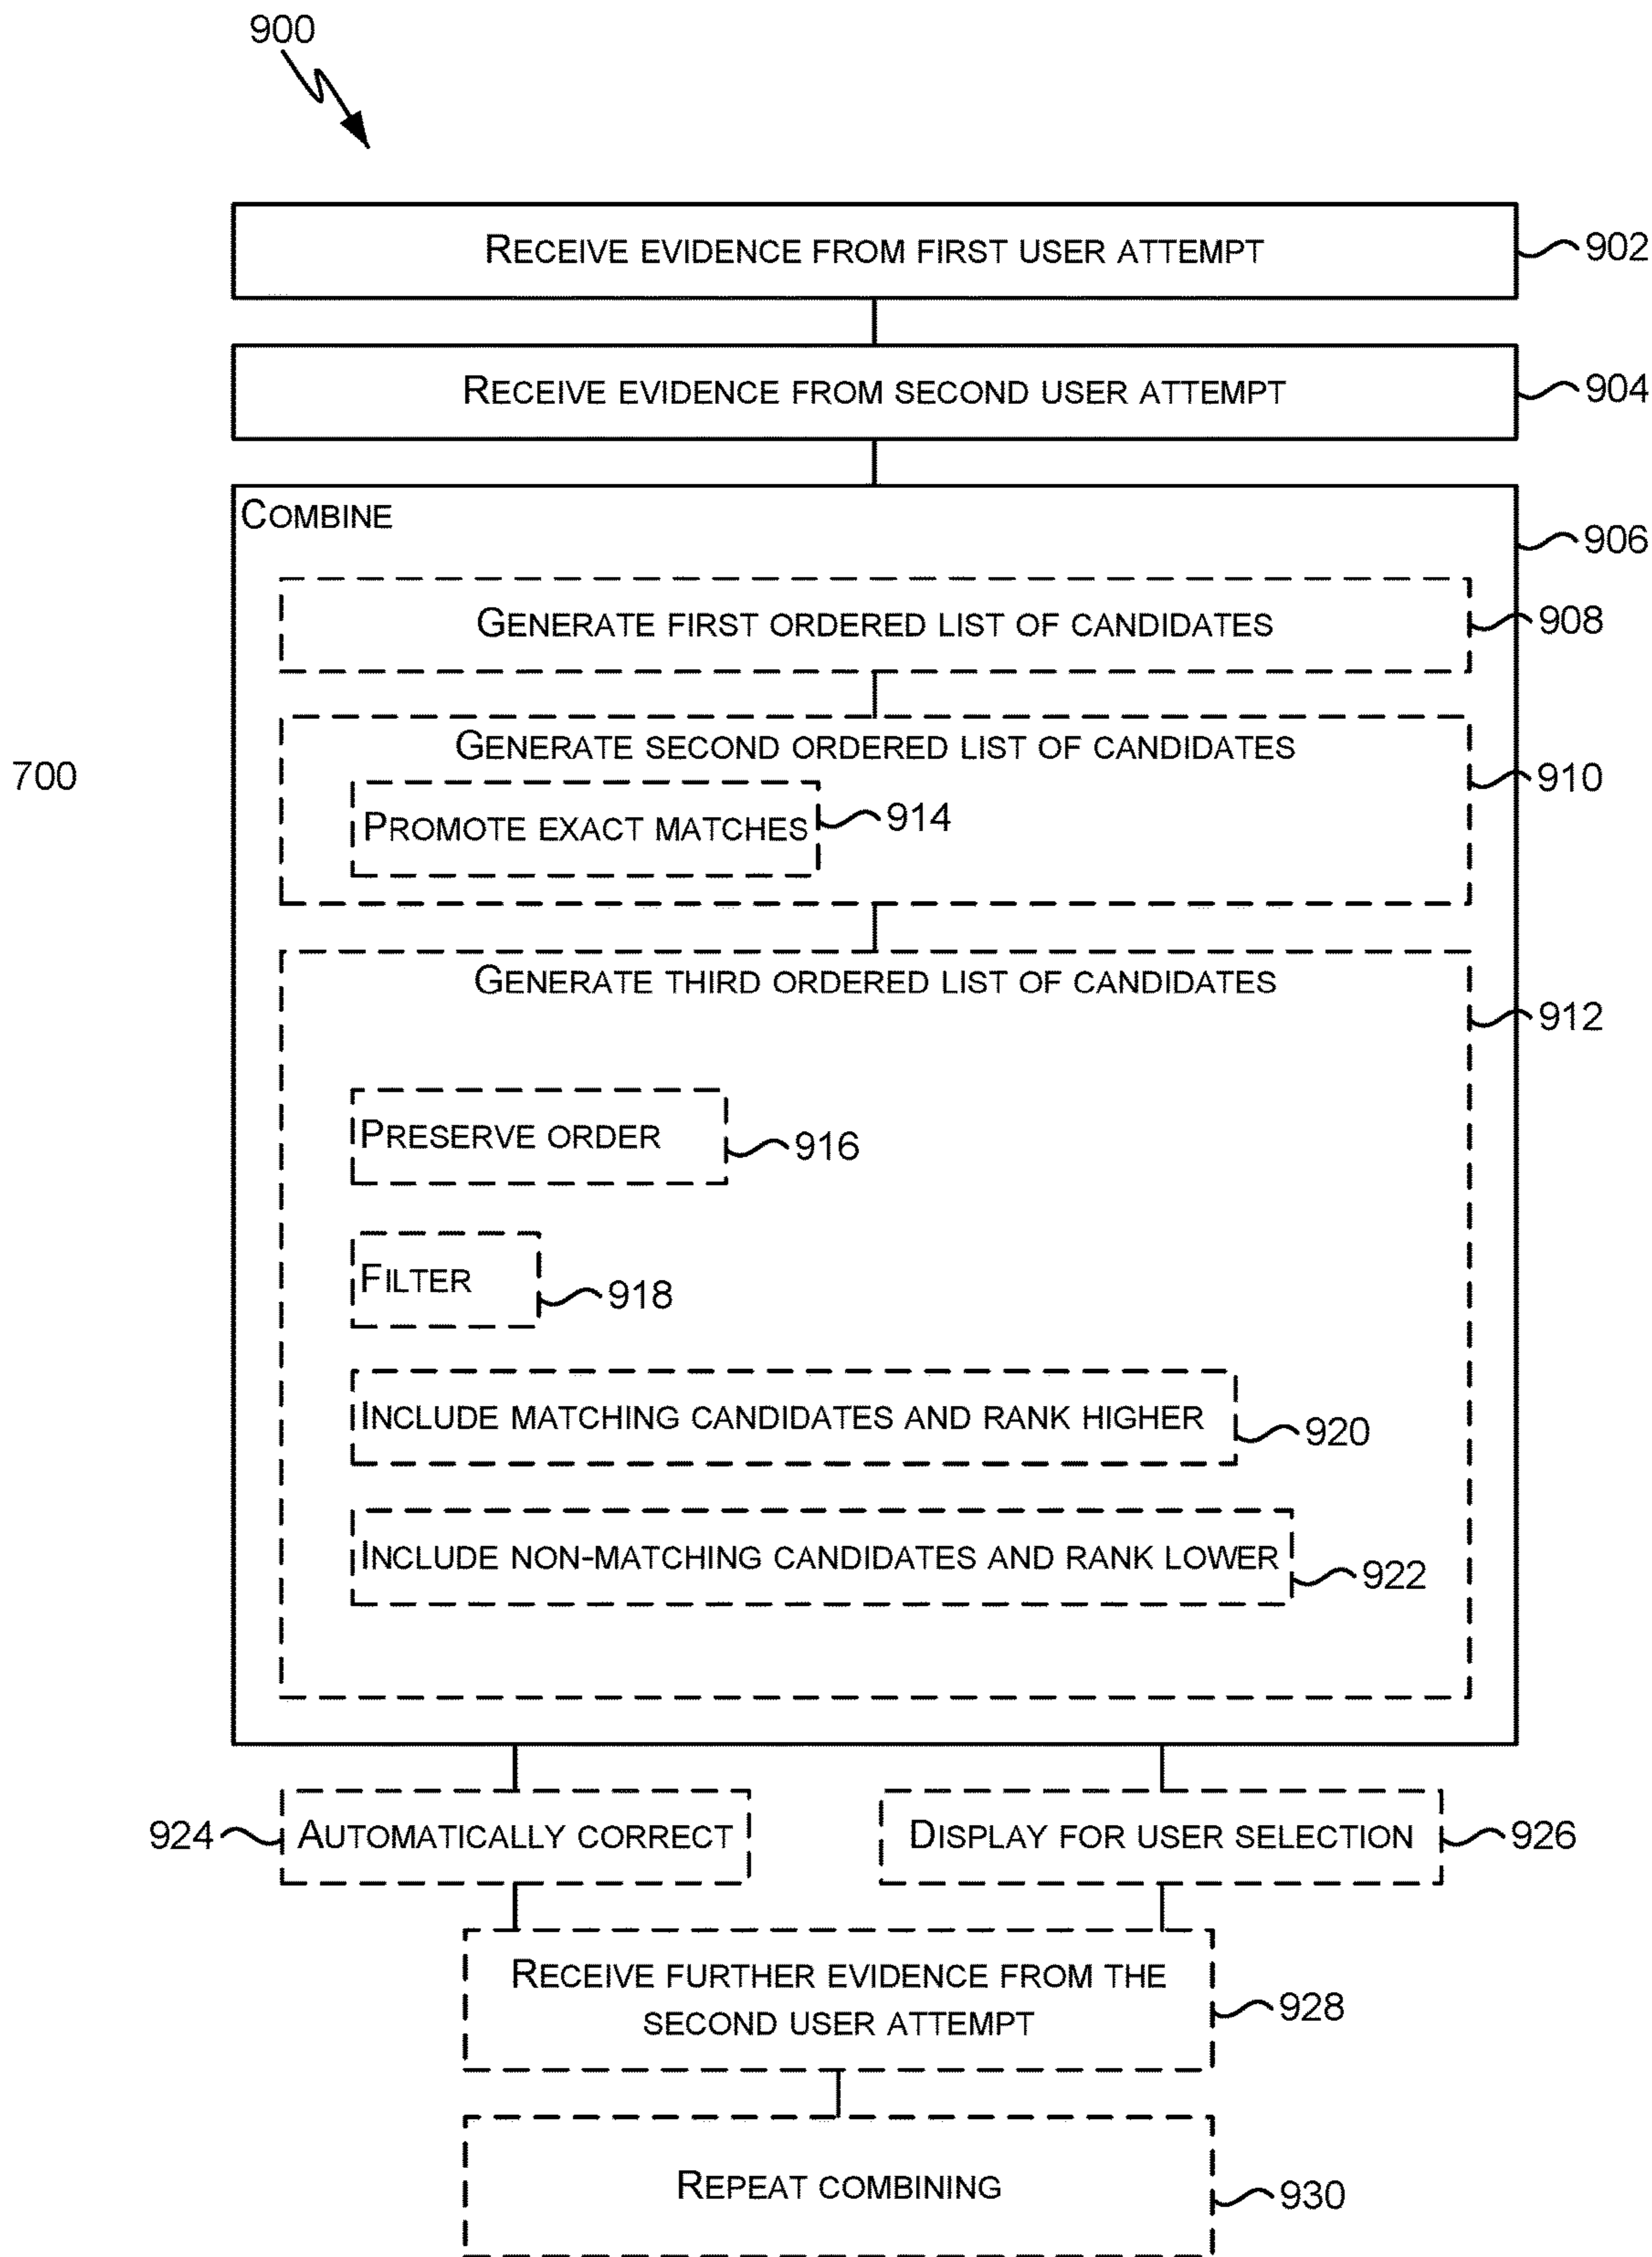 900
RECEIVE EVIDENCE FROM FIRST USER ATTEMPT
902
RECEIVE EVIDENCE FROM SECOND USER ATTEMPT
904
COMBINE
906
GENERATE FIRST ORDERED LIST OF CANDIDATES
908
GENERATE SECOND ORDERED LIST OF CANDIDATES
700
910
PROMOTE EXACT MATCHES
914
GENERATE THIRD ORDERED LIST OF CANDIDATES
912
PRESERVE ORDER
916
FILTER
918
INCLUDE MATCHING CANDIDATES AND RANK HIGHER
920
INCLUDE NON-MATCHING CANDIDATES AND RANK LOWER
922
924
AUTOMATICALLY CORRECT
DISPLAY FOR USER SELECTION
926
RECEIVE FURTHER EVIDENCE FROM THE
SECOND USER ATTEMPT
928
REPEAT COMBINING
930